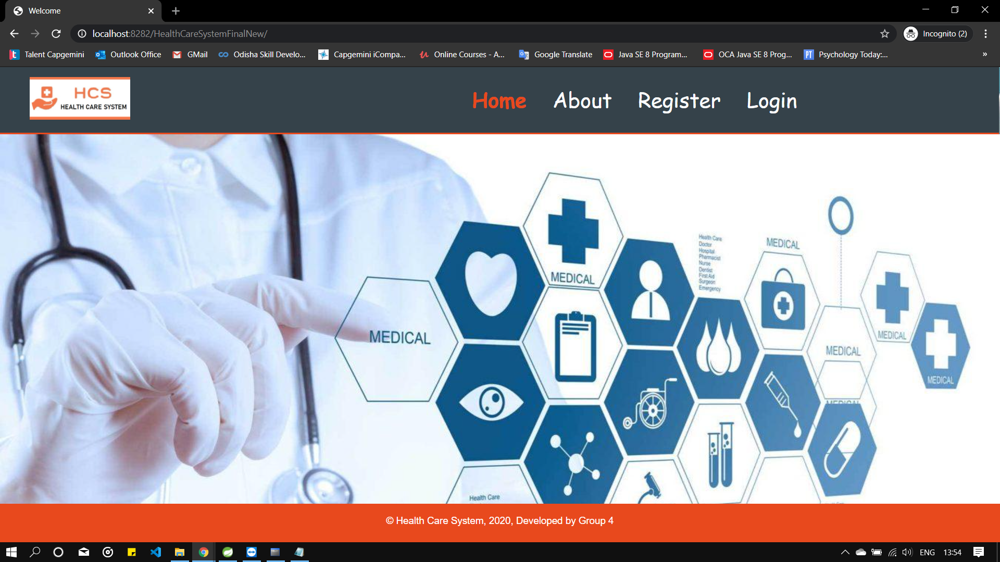 Welcome
localhost:8282/HealthCareSystemFinalNew/
Incognito (2)
Talent Capgemini
Outlook Office
GMail
Odisha Skill Develo...
Capgemini iCompa...
Online Courses - A...
Google Translate
Java SE 8 Program...
OCA Java SE 8 Prog...
PT
Psychology Today:...
»
HCS
HEALTH CARE SYSTEM
Home
About
Register
Login
MEDICAL
MEDICAL
Health Care
Doctor
Hospital
Pharmacist
Nurse
Dentist
First Aid
Surgeon
Emergency
MEDICAL
MEDICAL
MEDICAL
MEDICAL
MEDICAL
Health Care
© Health Care System, 2020, Developed by Group 4
ENG
13:54